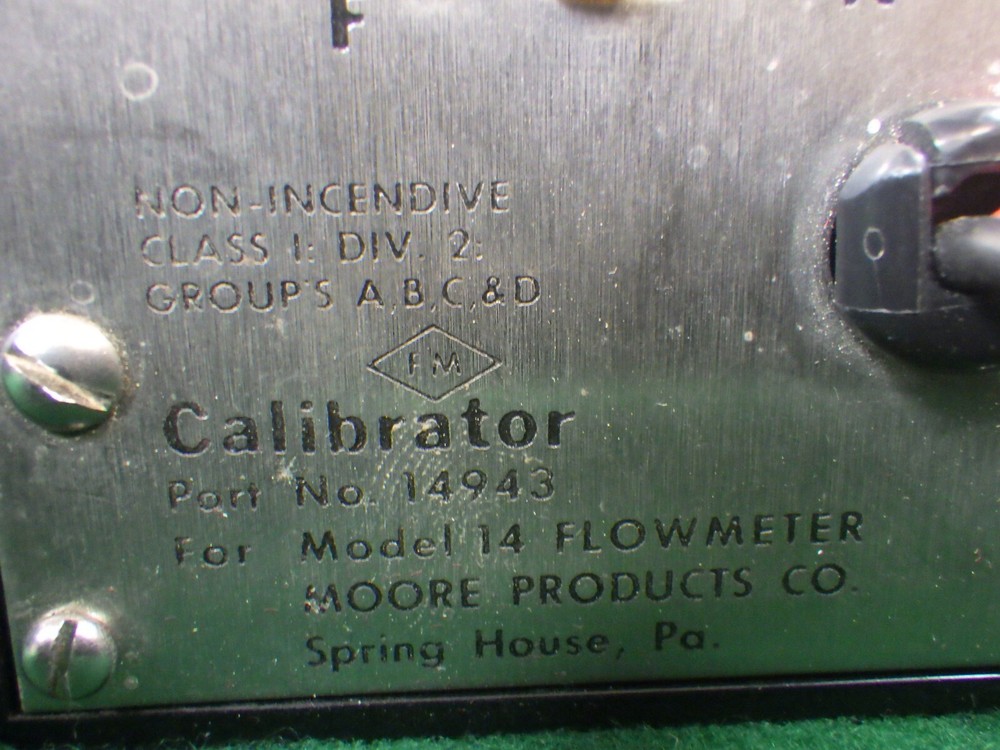 NON-INCENDIVE
CLASS I: DIV. 2:
GROUP'S A,B,C,&D
FM
Calibrator
Part No. 14943
For Model 14 FLOWMETER
MOORE PRODUCTS CO.
Spring House, Pa.